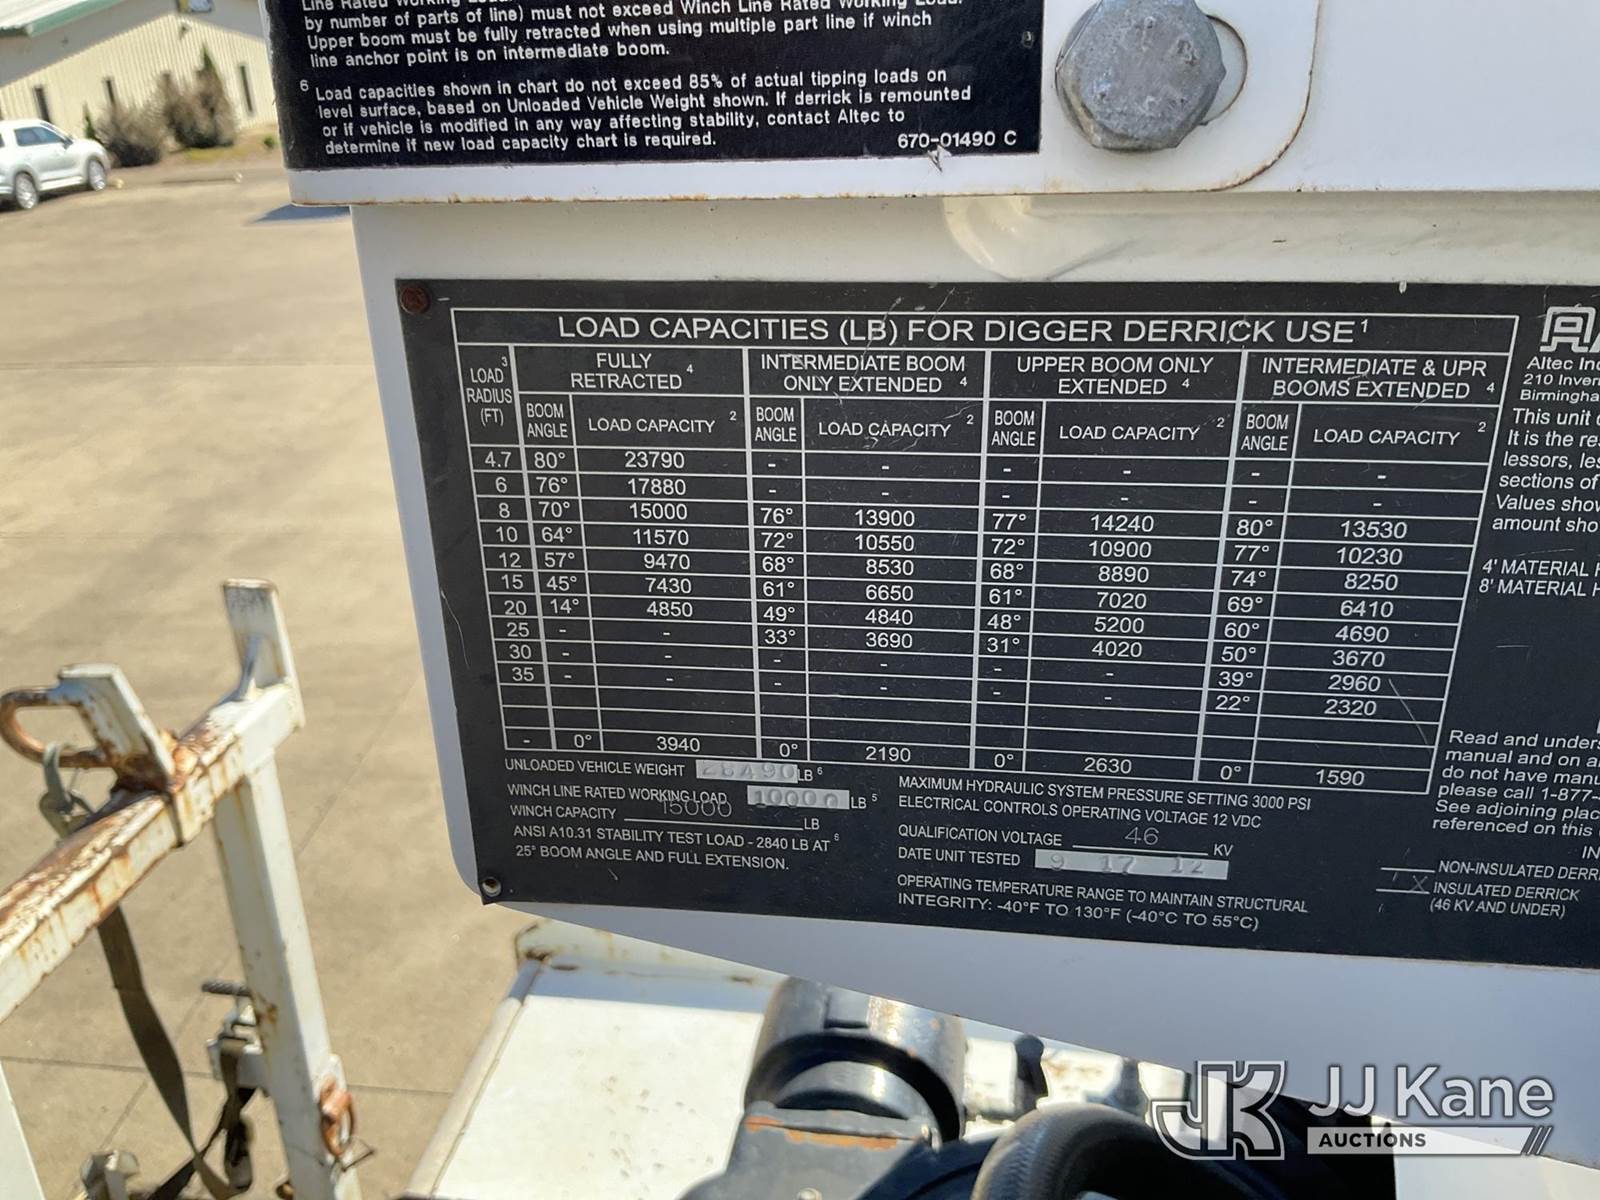 by number of parts of line) must not exceed Winch Line Rated Working Load.
Upper boom must be fully retracted when using multiple part line if winch
line anchor point is on intermediate boom.
6 Load capacities shown in chart do not exceed 85% of actual tipping loads on
level surface, based on Unloaded Vehicle Weight shown. If derrick is remounted
or if vehicle is modified in any way affecting stability, contact Altec to
determine if new load capacity chart is required. 670-01490 C
LOAD CAPACITIES (LB) FOR DIGGER DERRICK USE 1
LOAD 3 RADIUS (FT)
FULLY RETRACTED 4
INTERMEDIATE BOOM ONLY EXTENDED 4
UPPER BOOM ONLY EXTENDED 4
INTERMEDIATE & UPR BOOMS EXTENDED 4
BOOM ANGLE LOAD CAPACITY 2 BOOM ANGLE LOAD CAPACITY 2 BOOM ANGLE LOAD CAPACITY 2 BOOM ANGLE LOAD CAPACITY 2
4.7 80° 23790 - - - - - -
6 76° 17880 - - - - - -
8 70° 15000 76° 13900 77° 14240 80° 13530
10 64° 11570 72° 10550 72° 10900 77° 10230
12 57° 9470 68° 8530 68° 8890 74° 8250
15 45° 7430 61° 6650 61° 7020 69° 6410
20 14° 4850 49° 4840 48° 5200 60° 4690
25 - - 33° 3690 31° 4020 50° 3670
30 - - - - - - 39° 2960
35 - - - - - - 22° 2320
- 0° 3940 0° 2190 0° 2630 0° 1590
UNLOADED VEHICLE WEIGHT 28490 LB 6
WINCH LINE RATED WORKING LOAD 10000 LB 5
WINCH CAPACITY 15000 LB
ANSI A10.31 STABILITY TEST LOAD - 2840 LB AT 6
25° BOOM ANGLE AND FULL EXTENSION.
MAXIMUM HYDRAULIC SYSTEM PRESSURE SETTING 3000 PSI
ELECTRICAL CONTROLS OPERATING VOLTAGE 12 VDC
QUALIFICATION VOLTAGE 46 KV
DATE UNIT TESTED 9 17 12
OPERATING TEMPERATURE RANGE TO MAINTAIN STRUCTURAL
INTEGRITY: -40°F TO 130°F (-40°C TO 55°C)
Altec
210
This unit
It is the
lessors,
sections of
Values
amount
4' MATERIAL
8' MATERIAL
Read and
manual and on
do not have
please call 1-877-
See adjoining
referenced on this
NON-INSULATED
X INSULATED DERRICK
(46 KV AND UNDER)
JK JJ Kane
AUCTIONS